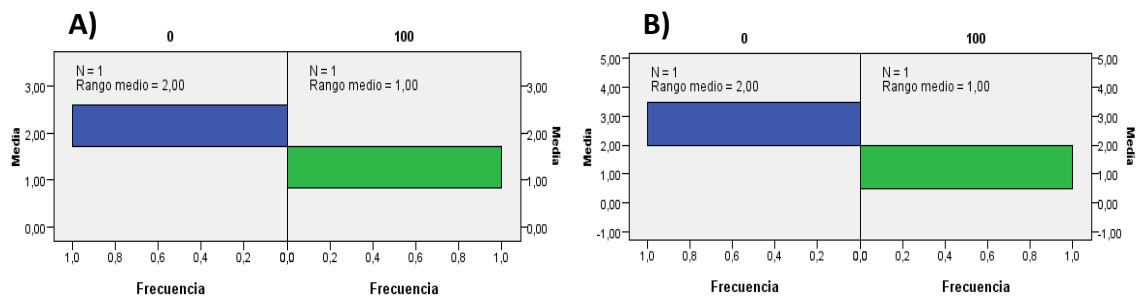 A)
0 100
N = 1
Rango medio = 2,00
N = 1
Rango medio = 1,00
3,00
2,00
1,00
0,00
Media
3,00
2,00
1,00
0,00
Media
1,0 0,8 0,6 0,4 0,2 0,0 0,2 0,4 0,6 0,8 1,0
Frecuencia Frecuencia
B)
0 100
N = 1
Rango medio = 2,00
N = 1
Rango medio = 1,00
5,00
4,00
3,00
2,00
1,00
0,00
-1,00
Media
5,00
4,00
3,00
2,00
1,00
0,00
-1,00
Media
1,0 0,8 0,6 0,4 0,2 0,0 0,2 0,4 0,6 0,8 1,0
Frecuencia Frecuencia